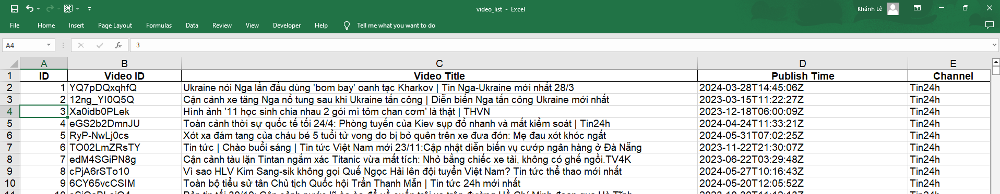 video_list - Excel
Khánh Lê
File Home Insert Page Layout Formulas Data Review View Developer Help Tell me what you want to do
A4 fx 3
A B C D E
1 ID Video ID Video Title Publish Time Channel
2 1 YQ7pDQxqhfQ Ukraine nói Nga lần đầu dùng 'bom bay' oanh tạc Kharkov | Tin Nga-Ukraine mới nhất 28/3 2024-03-28T14:45:06Z Tin24h
3 2 12ng_YI0Q5Q Cận cảnh xe tăng Nga nổ tung sau khi Ukraine tấn công | Diễn biến Nga tấn công Ukraine mới nhất 2023-03-15T11:22:27Z Tin24h
4 3 Xa0idb0PLek Hình ảnh '11 học sinh chia nhau 2 gói mì tôm chan cơm’ là thật | THVN 2023-12-18T06:00:09Z Tin24h
5 4 eGS2b2DmnJU Toàn cảnh thời sự quốc tế tối 24/4: Phòng tuyến của Kiev sụp đổ nhanh và mất kiểm soát | Tin24h 2024-04-24T11:33:21Z Tin24h
6 5 RyP-NwLj0cs Xót xa đám tang của cháu bé 5 tuổi tử vong do bị bỏ quên trên xe đưa đón: Mẹ đau xót khóc ngất 2024-05-31T07:02:25Z Tin24h
7 6 TO02LmZRsTY Tin tức | Chào buổi sáng | Tin tức Việt Nam mới 23/11:Cập nhật diễn biến vụ cướp ngân hàng ở Đà Nẵng 2023-11-22T21:30:07Z Tin24h
8 7 edM4SGiPN8g Cận cảnh tàu lặn Tintan ngắm xác Titanic vừa mất tích: Nhỏ bằng chiếc xe tải, không có ghế ngồi.TV4K 2023-06-22T03:29:48Z Tin24h
9 8 cPjA6rSTo10 Vì sao HLV Kim Sang-sik không gọi Quế Ngọc Hải lên đội tuyển Việt Nam? Tin tức thể thao mới nhất 2024-05-27T10:16:43Z Tin24h
10 9 6CY65vcCSIM Toàn bộ tiểu sử tân Chủ tịch Quốc hội Trần Thanh Mẫn | Tin tức 24h mới nhất 2024-05-20T12:05:52Z Tin24h